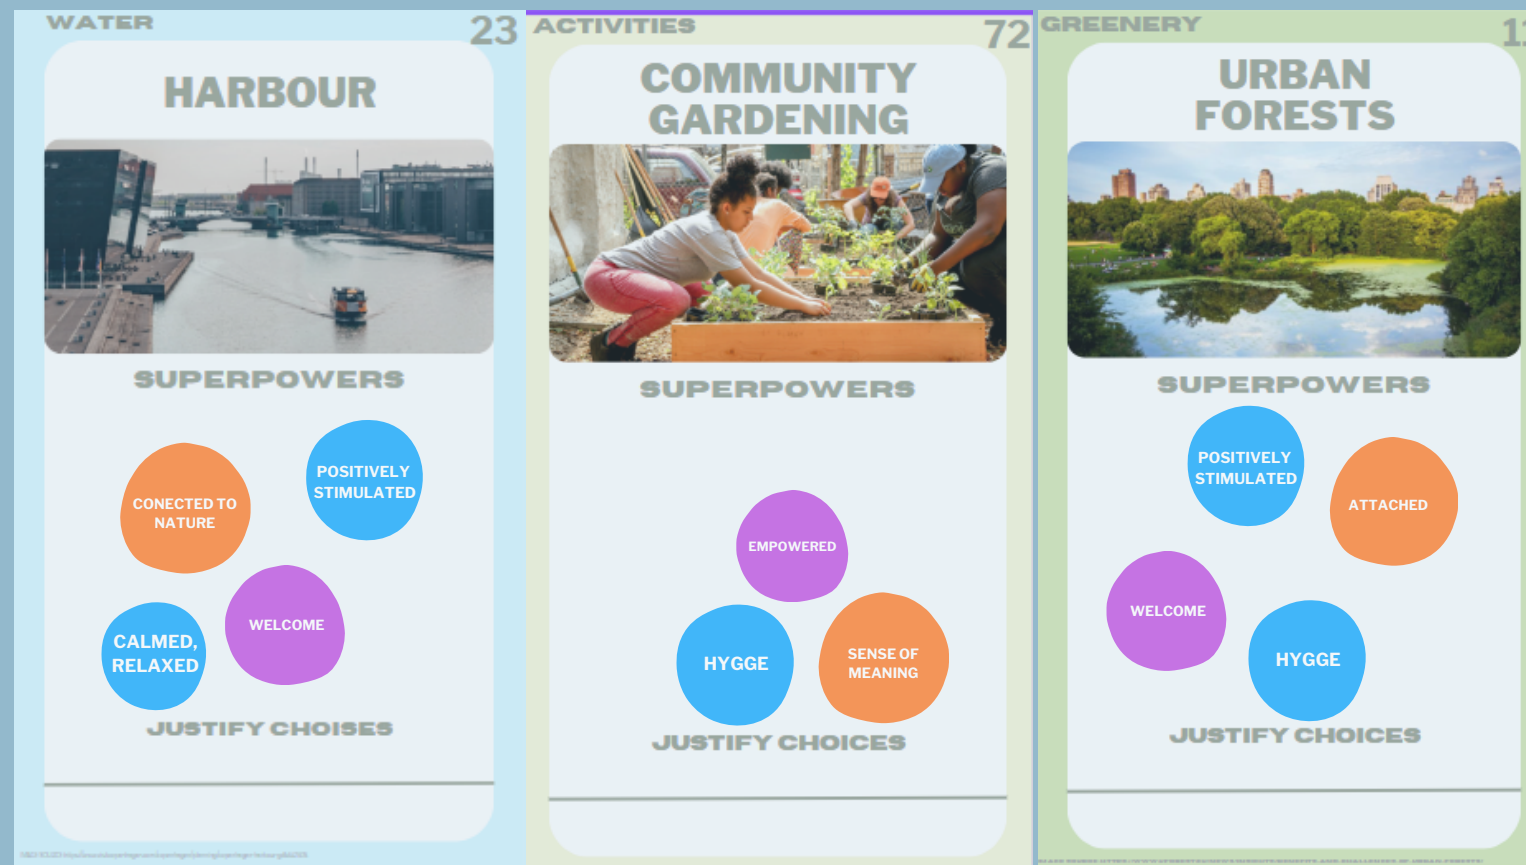 WATER
23
HARBOUR
SUPERPOWERS
CONECTED TO
NATURE
POSITIVELY
STIMULATED
WELCOME
CALMED,
RELAXED
JUSTIFY CHOISES
ACTIVITIES
72
COMMUNITY
GARDENING
SUPERPOWERS
EMPOWERED
HYGGE
SENSE OF
MEANING
JUSTIFY CHOICES
GREENERY
URBAN
FORESTS
SUPERPOWERS
POSITIVELY
STIMULATED
ATTACHED
WELCOME
HYGGE
JUSTIFY CHOICES